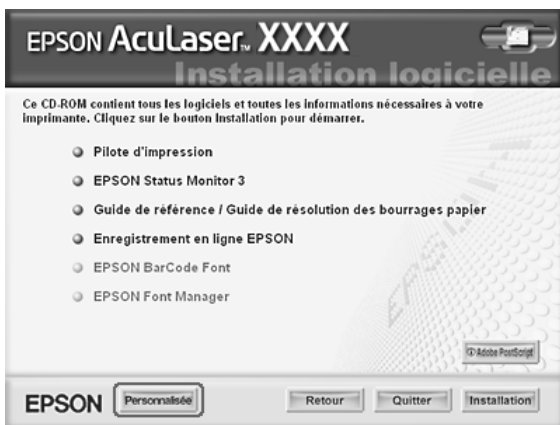 EPSON AcuLaser™ XXXX
Installation logicielle
Ce CD-ROM contient tous les logiciels et toutes les informations nécessaires à votre
imprimante. Cliquez sur le bouton Installation pour démarrer.
Pilote d'impression
EPSON Status Monitor 3
Guide de référence / Guide de résolution des bourrages papier
Enregistrement en ligne EPSON
EPSON BarCode Font
EPSON Font Manager
EPSON
Adobe PostScript
EPSON Personnalisée Retour Quitter Installation